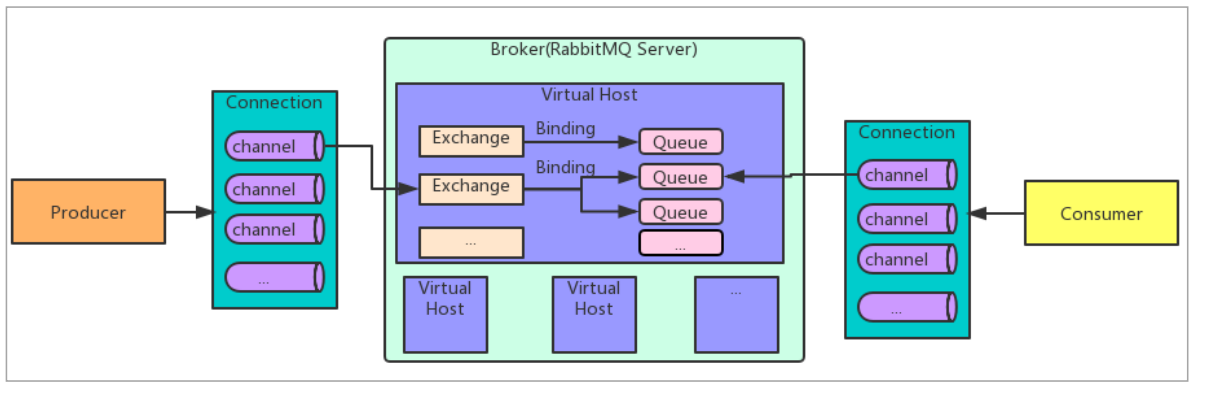 Broker(RabbitMQ Server)
Connection
channel
channel
channel
...
Producer
Virtual Host
Exchange
Binding
Queue
Exchange
Binding
Queue
Queue
...
...
Virtual
Host
Virtual
Host
...
Connection
channel
channel
channel
...
Consumer